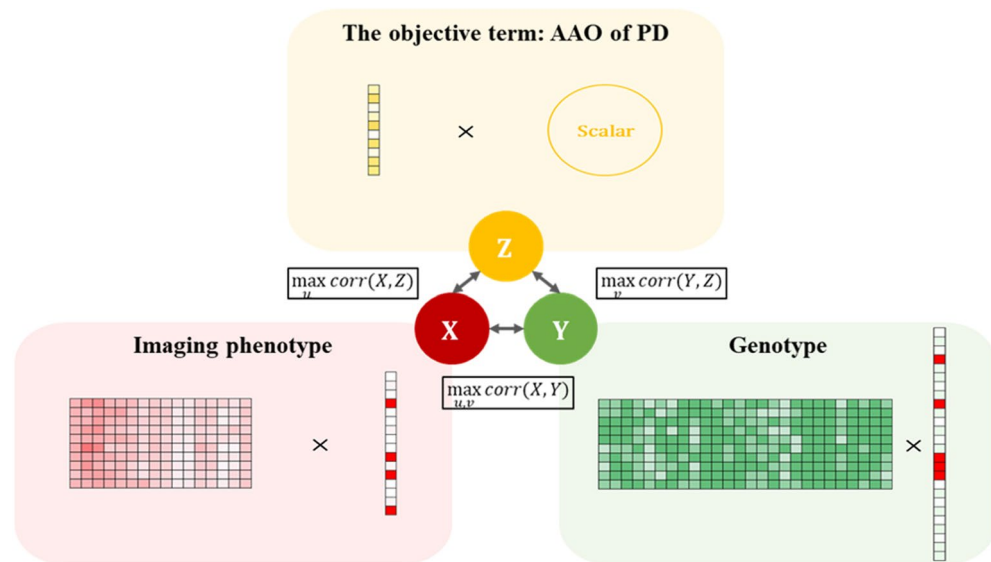 The objective term: AAO of PD
×
Scalar
Z
max corr(X,Z)
u
max corr(Y,Z)
v
X
Y
Imaging phenotype
Genotype
max corr(X,Y)
u,v
×
×